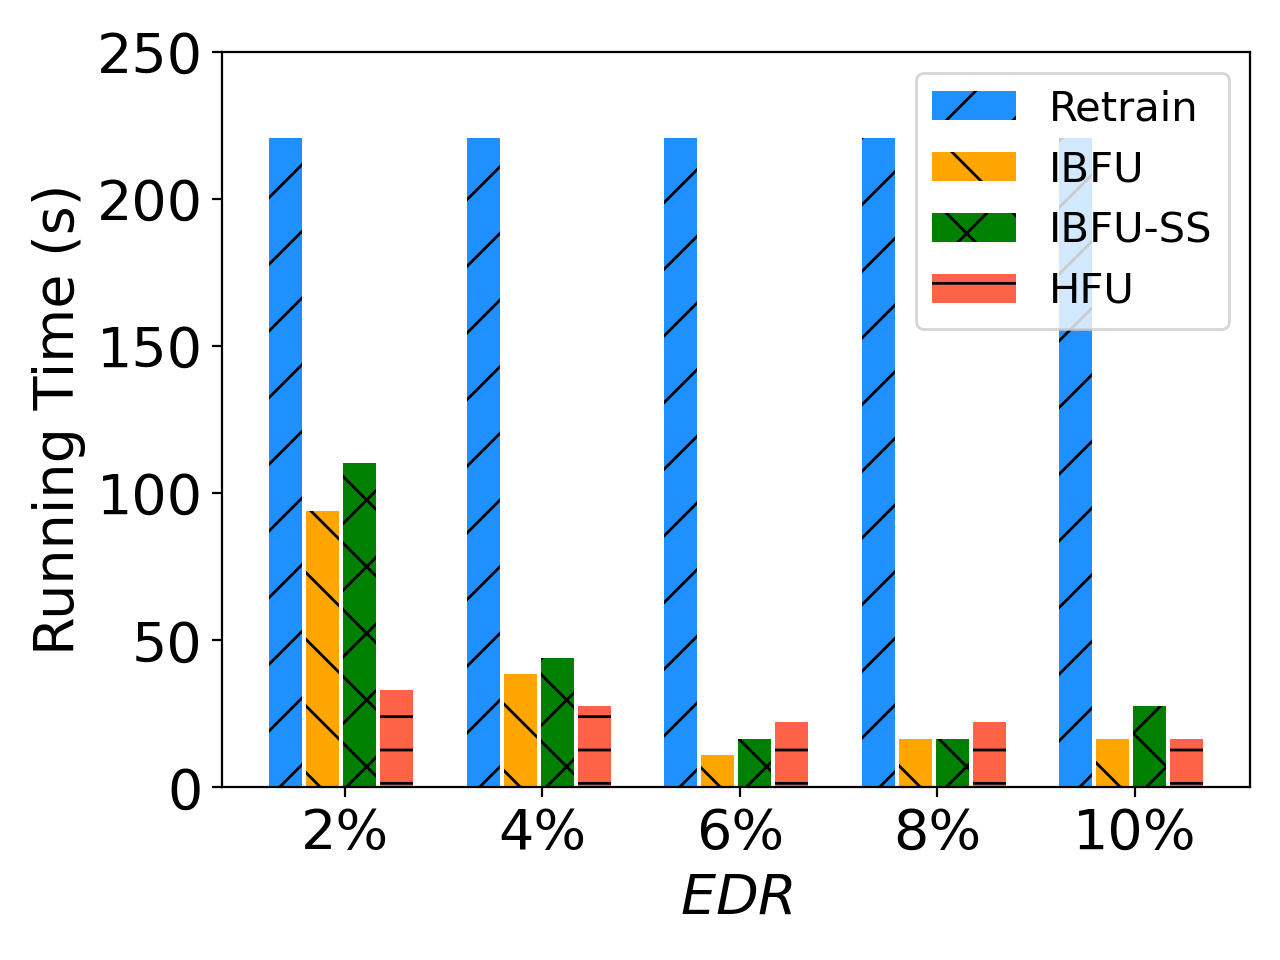 250
200
150
100
50
0
Running Time (s)
Retrain
IBFU
IBFU-SS
HFU
2% 4% 6% 8% 10%
EDR